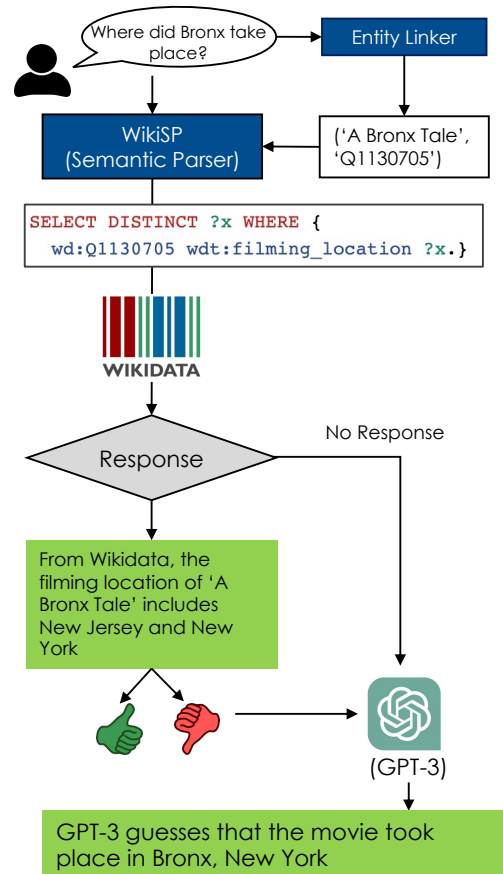 Where did Bronx take
place?
Entity Linker
WikiSP
(Semantic Parser)
('A Bronx Tale',
'Q1130705')
SELECT DISTINCT ?x WHERE {
wd:Q1130705 wdt:filming_location ?x.}
WIKIDATA
Response
No Response
From Wikidata, the
filming location of 'A
Bronx Tale' includes
New Jersey and New
York
(GPT-3)
GPT-3 guesses that the movie took
place in Bronx, New York